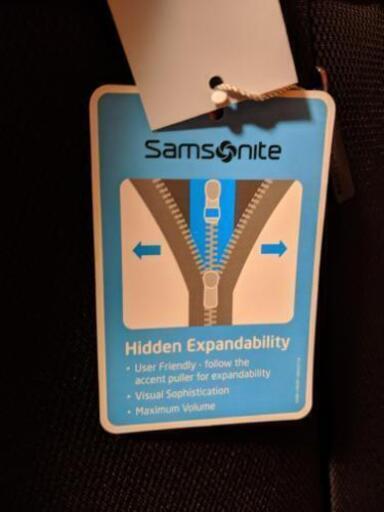 Samsonite
Hidden Expandability
• User Friendly - follow the
accent puller for expandability
• Visual Sophistication
• Maximum Volume